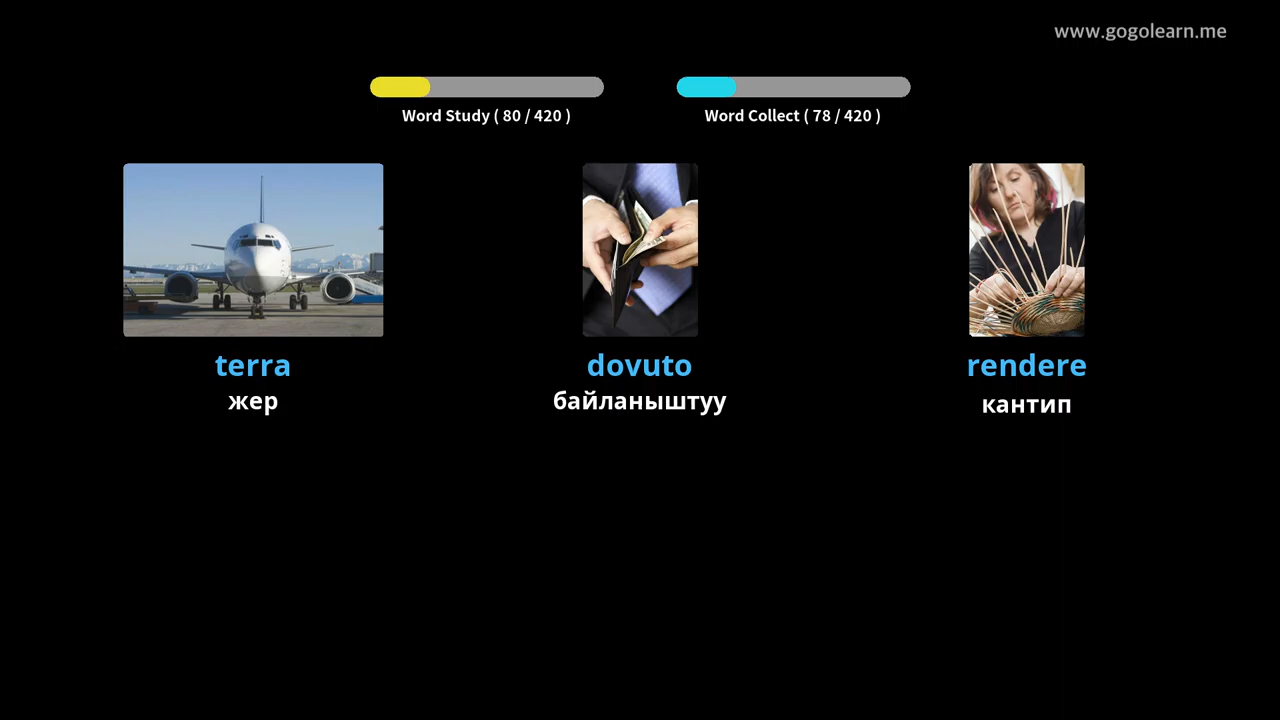 www.gogolearn.me
Word Study ( 80 / 420 )
Word Collect ( 78 / 420 )
terra
жер
dovuto
байланыштуу
rendere
кантип